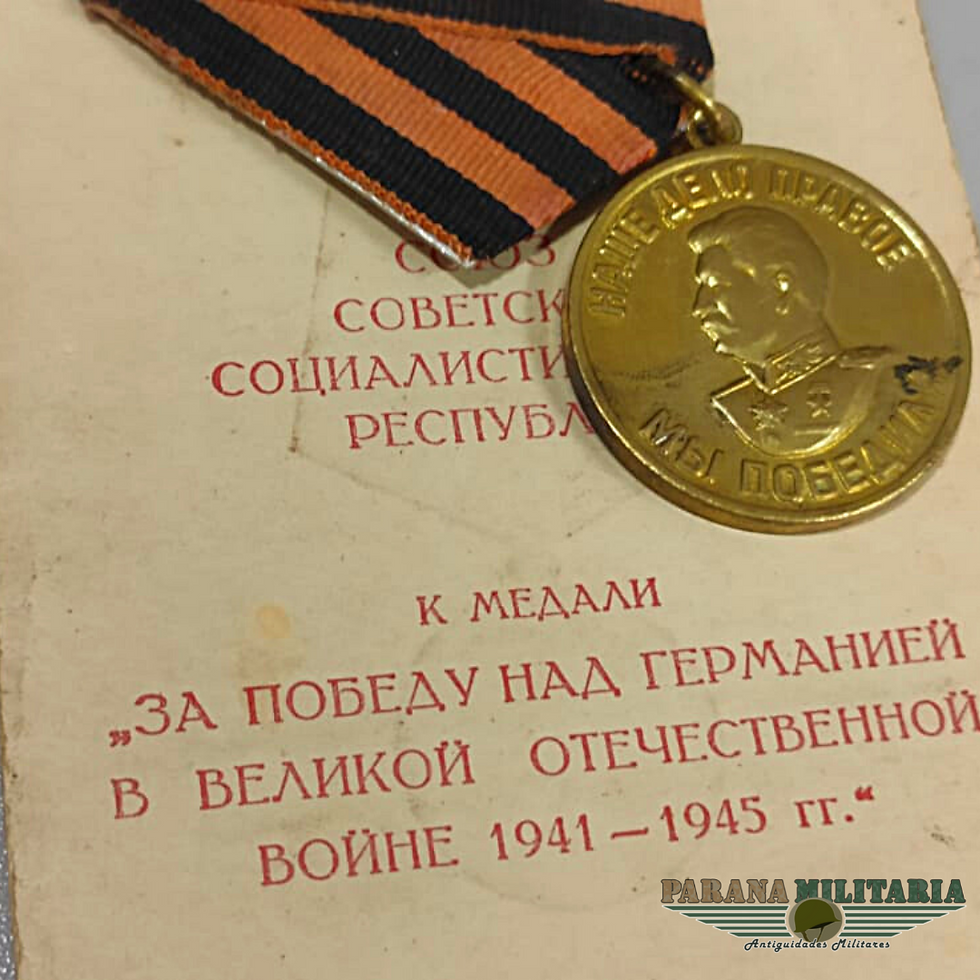 НАШЕ ДЕЛО ПРАВОЕ
МЫ ПОБЕДИЛИ
СОЮЗ
СОВЕТСК
СОЦИАЛИСТИ
РЕСПУБЛ
К МЕДАЛИ
„ЗА ПОБЕДУ НАД ГЕРМАНИЕЙ
В ВЕЛИКОЙ ОТЕЧЕСТВЕННОЙ
ВОЙНЕ 1941—1945 гг.“
PARANA MILITARIA
Antiguidades Militares